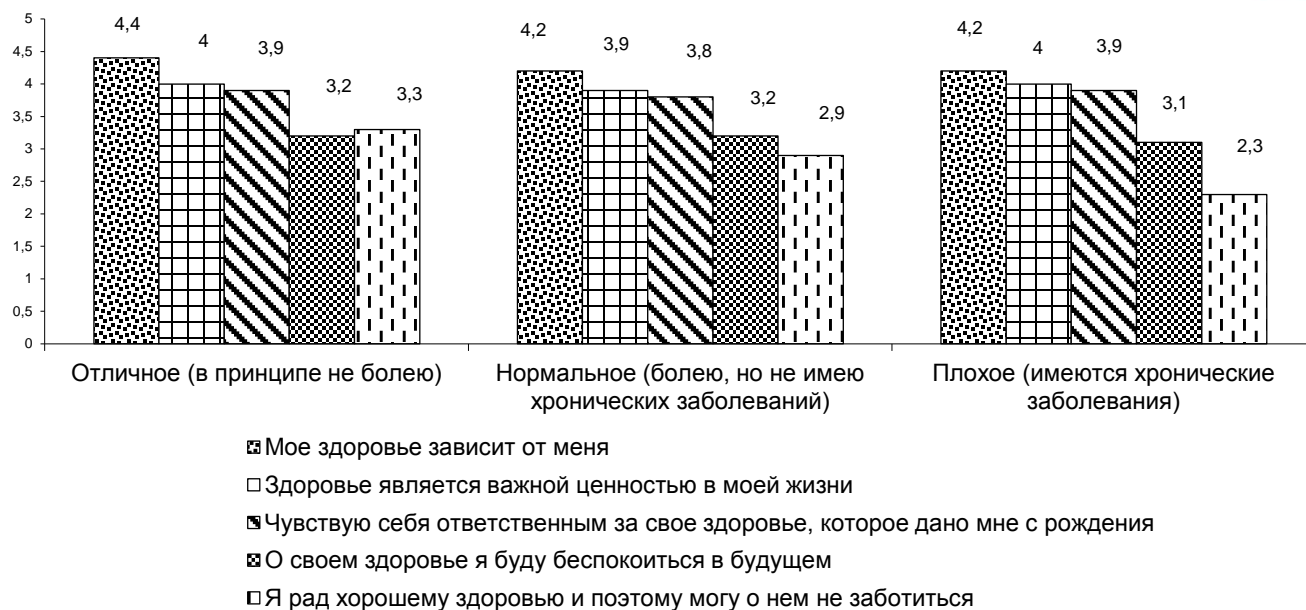 5
4,5
4
3,5
3
2,5
2
1,5
1
0,5
0
4,4
4
3,9
3,2
3,3
4,2
3,9
3,8
3,2
2,9
4,2
4
3,9
3,1
2,3
Отличное (в принципе не болею)
Нормальное (болею, но не имею
хронических заболеваний)
Плохое (имеются хронические
заболевания)
Мое здоровье зависит от меня
Здоровье является важной ценностью в моей жизни
Чувствую себя ответственным за свое здоровье, которое дано мне с рождения
О своем здоровье я буду беспокоиться в будущем
Я рад хорошему здоровью и поэтому могу о нем не заботиться